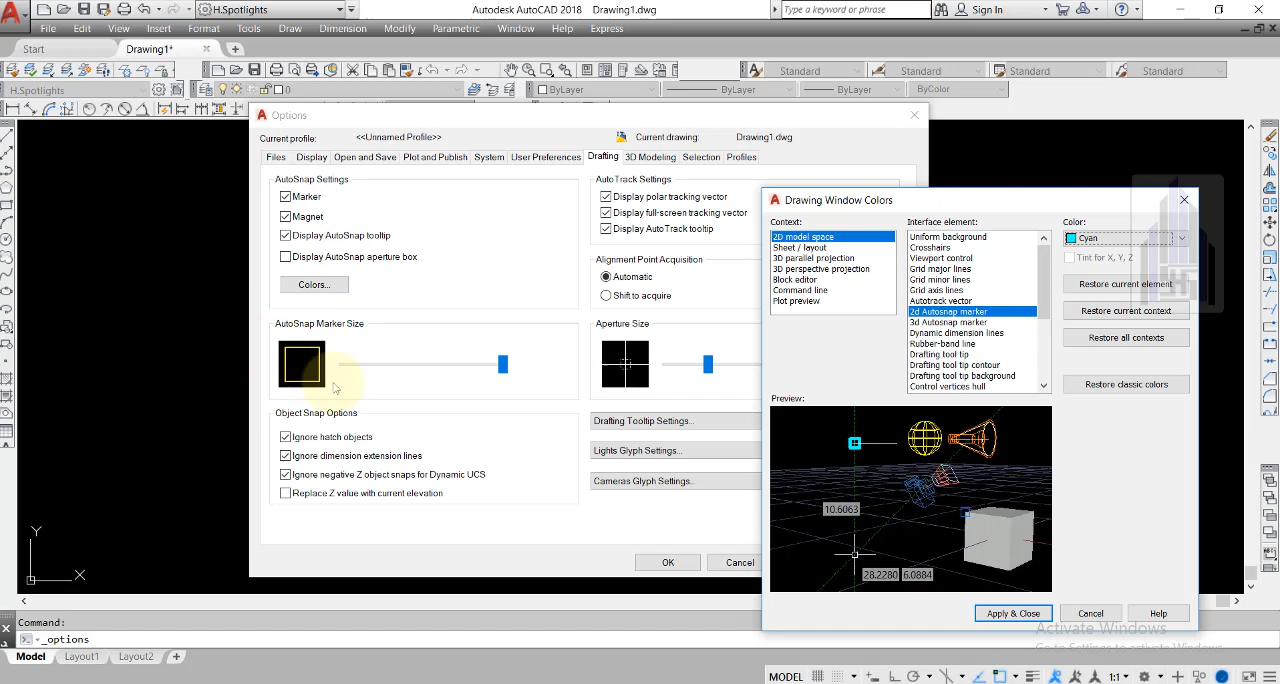 H.Spotlights
Autodesk AutoCAD 2018 Drawing1.dwg
Type a keyword or phrase
Sign In
File Edit View Insert Format Tools Draw Dimension Modify Parametric Window Help Express
Start
Drawing1*
Standard
Standard
Standard
Standard
H.Spotlights
0
ByLayer
ByLayer
ByLayer
ByColor
Options
Current profile: <<Unnamed Profile>>
Current drawing: Drawing1.dwg
Files Display Open and Save Plot and Publish System User Preferences Drafting 3D Modeling Selection Profiles
AutoSnap Settings
Marker
Magnet
Display AutoSnap tooltip
Display AutoSnap aperture box
Colors...
AutoSnap Marker Size
Object Snap Options
Ignore hatch objects
Ignore dimension extension lines
Ignore negative Z object snaps for Dynamic UCS
Replace Z value with current elevation
AutoTrack Settings
Display polar tracking vector
Display full-screen tracking vector
Display AutoTrack tooltip
Alignment Point Acquisition
Automatic
Shift to acquire
Aperture Size
Drafting Tooltip Settings...
Lights Glyph Settings...
Cameras Glyph Settings...
OK
Cancel
Drawing Window Colors
Context:
2D model space
Sheet / layout
3D parallel projection
3D perspective projection
Block editor
Command line
Plot preview
Interface element:
Uniform background
Crosshairs
Viewport control
Grid major lines
Grid minor lines
Grid axis lines
Autotrack vector
2d Autosnap marker
3d Autosnap marker
Dynamic dimension lines
Rubber-band line
Drafting tool tip
Drafting tool tip contour
Drafting tool tip background
Control vertices hull
Color:
Cyan
Tint for X, Y, Z
Restore current element
Restore current context
Restore all contexts
Restore classic colors
Preview:
10.6063
28.2280 6.0884
Apply & Close
Cancel
Help
Activate Windows
Go to Settings to activate Windows.
Y
X
Command:
_options
Model Layout1 Layout2
MODEL
1:1